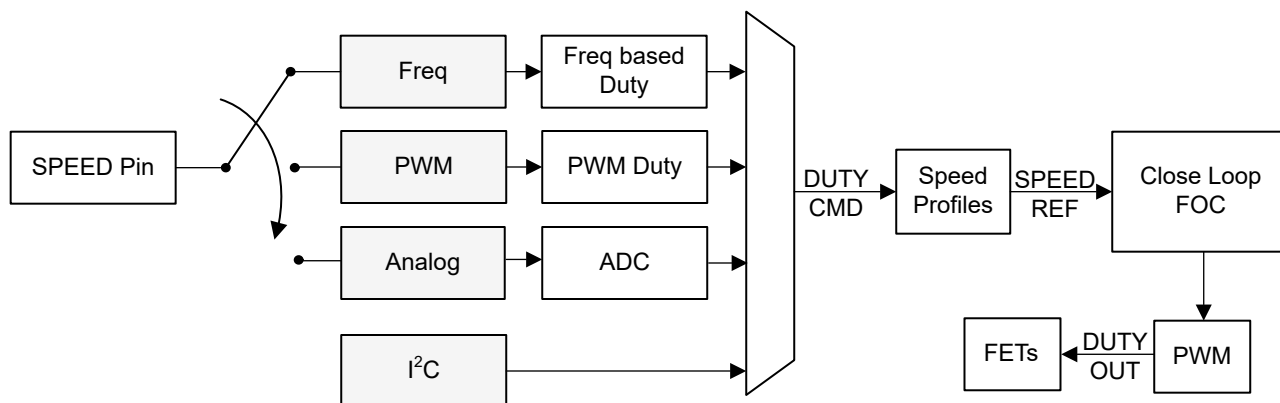 SPEED Pin
Freq
Freq based
Duty
PWM
PWM Duty
Analog
ADC
I²C
DUTY
CMD
Speed
Profiles
SPEED
REF
Close Loop
FOC
PWM
DUTY
OUT
FETs